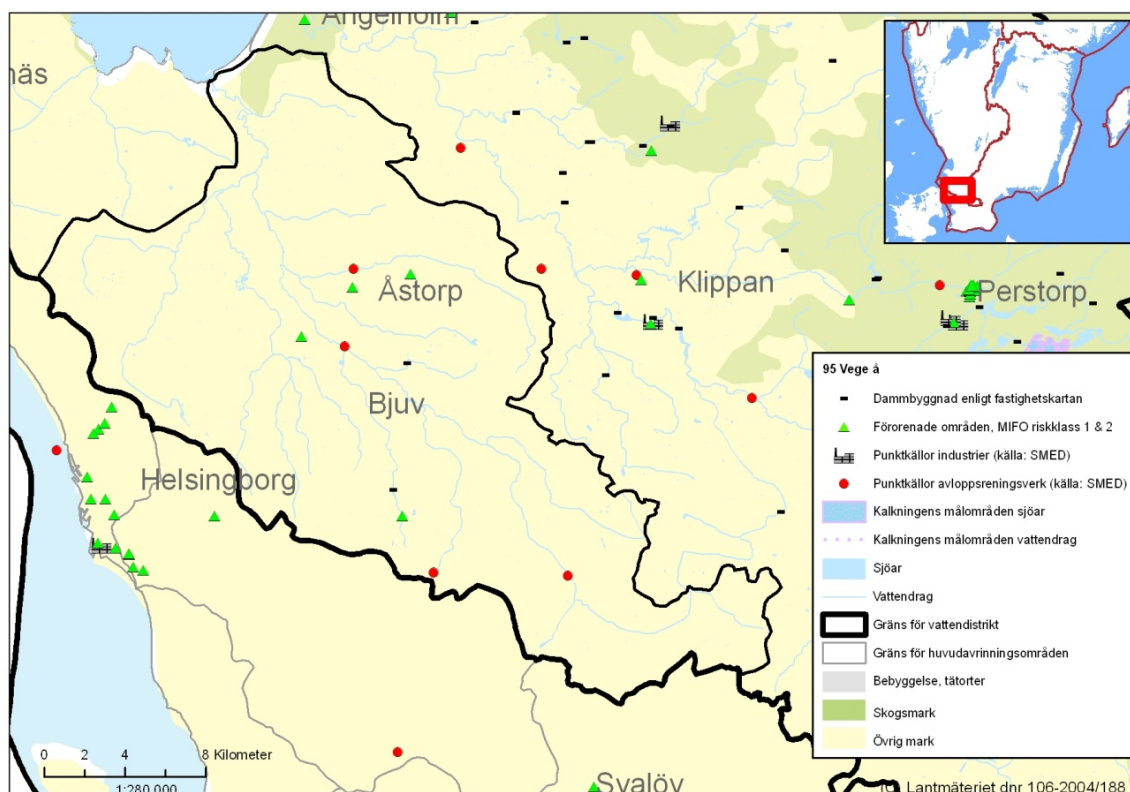 Ängelholm
näs
Klippan
Perstorp
Åstorp
Bjuv
Helsingborg
Svalöv
95 Vege å
Dammbyggnad enligt fastighetskartan
Förorenade områden, MIFO riskklass 1 & 2
Punktkällor industrier (källa: SMED)
Punktkällor avloppsreningsverk (källa: SMED)
Kalkningens målområden sjöar
Kalkningens målområden vattendrag
Sjöar
Vattendrag
Gräns för vattendistrikt
Gräns för huvudavrinningsområden
Bebyggelse, tätorter
Skogsmark
Övrig mark
0 2 4 8 Kilometer
1:280 000
(C) Lantmäteriet dnr 106-2004/188